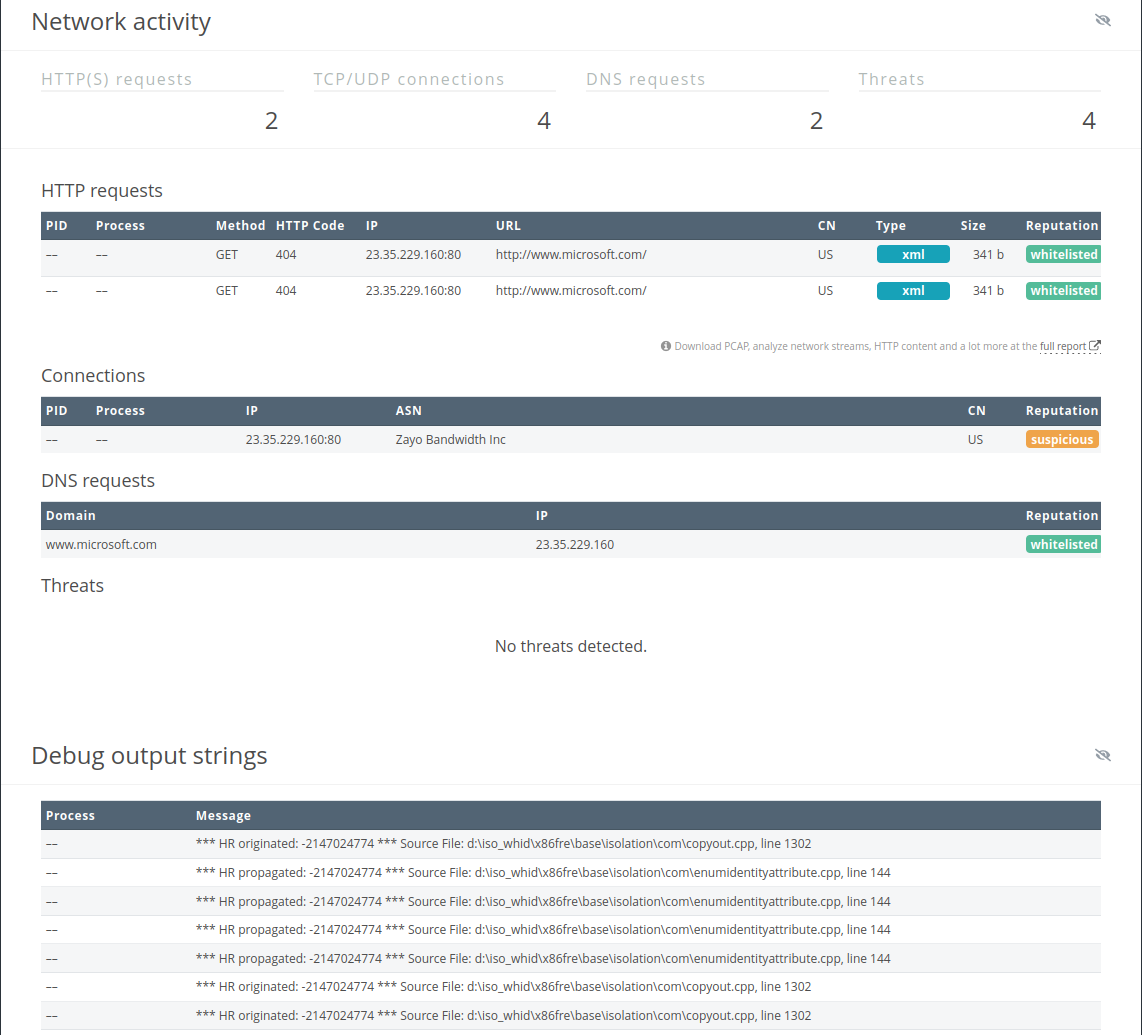 Network activity
HTTP(S) requests TCP/UDP connections DNS requests Threats
2 4 2 4
HTTP requests
PID Process Method HTTP Code IP URL CN Type Size Reputation
–– –– GET 404 23.35.229.160:80 http://www.microsoft.com/ US xml 341 b whitelisted
–– –– GET 404 23.35.229.160:80 http://www.microsoft.com/ US xml 341 b whitelisted
Download PCAP, analyze network streams, HTTP content and a lot more at the full report
Connections
PID Process IP ASN CN Reputation
–– –– 23.35.229.160:80 Zayo Bandwidth Inc US suspicious
DNS requests
Domain IP Reputation
www.microsoft.com 23.35.229.160 whitelisted
Threats
No threats detected.
Debug output strings
Process Message
–– *** HR originated: -2147024774 *** Source File: d:\iso_whid\x86fre\base\isolation\com\copyout.cpp, line 1302
–– *** HR propagated: -2147024774 *** Source File: d:\iso_whid\x86fre\base\isolation\com\enumidentityattribute.cpp, line 144
–– *** HR propagated: -2147024774 *** Source File: d:\iso_whid\x86fre\base\isolation\com\enumidentityattribute.cpp, line 144
–– *** HR propagated: -2147024774 *** Source File: d:\iso_whid\x86fre\base\isolation\com\enumidentityattribute.cpp, line 144
–– *** HR propagated: -2147024774 *** Source File: d:\iso_whid\x86fre\base\isolation\com\enumidentityattribute.cpp, line 144
–– *** HR originated: -2147024774 *** Source File: d:\iso_whid\x86fre\base\isolation\com\copyout.cpp, line 1302
–– *** HR originated: -2147024774 *** Source File: d:\iso_whid\x86fre\base\isolation\com\copyout.cpp, line 1302